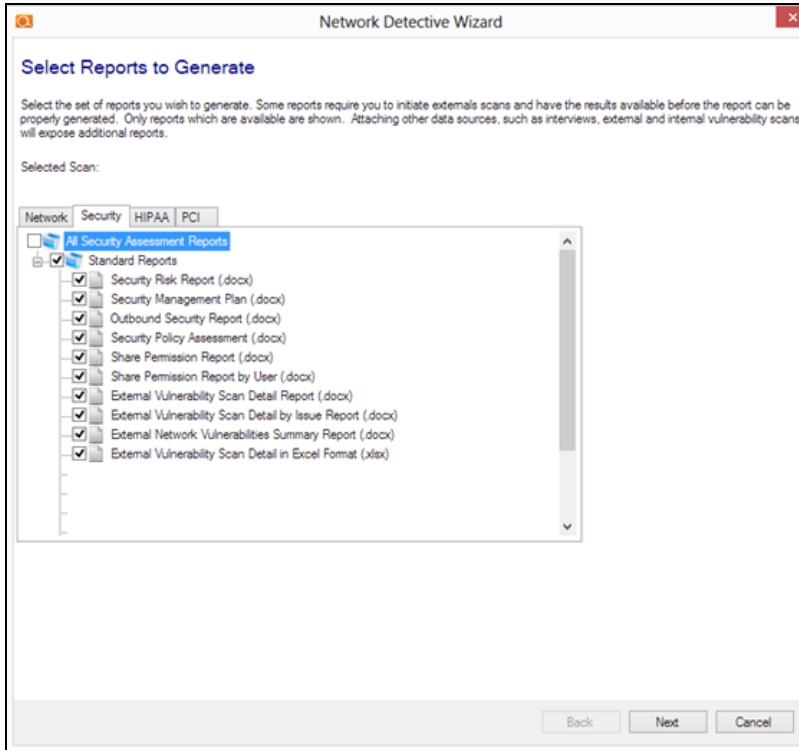 Network Detective Wizard
Select Reports to Generate
Select the set of reports you wish to generate. Some reports require you to initiate externals scans and have the results available before the report can be
properly generated. Only reports which are available are shown. Attaching other data sources, such as interviews, external and internal vulnerability scans
will expose addtional reports.
Selected Scan:
Network Security HIPAA PCI
All Security Assessment Reports
Standard Reports
Security Risk Report (.docx)
Security Management Plan (.docx)
Outbound Security Report (.docx)
Security Policy Assessment (.docx)
Share Permission Report (.docx)
Share Permission Report by User (.docx)
External Vulnerability Scan Detail Report (.docx)
External Vulnerability Scan Detail by Issue Report (.docx)
External Network Vulnerabilities Summary Report (.docx)
External Vulnerability Scan Detail in Excel Format (.xlsx)
Back Next Cancel